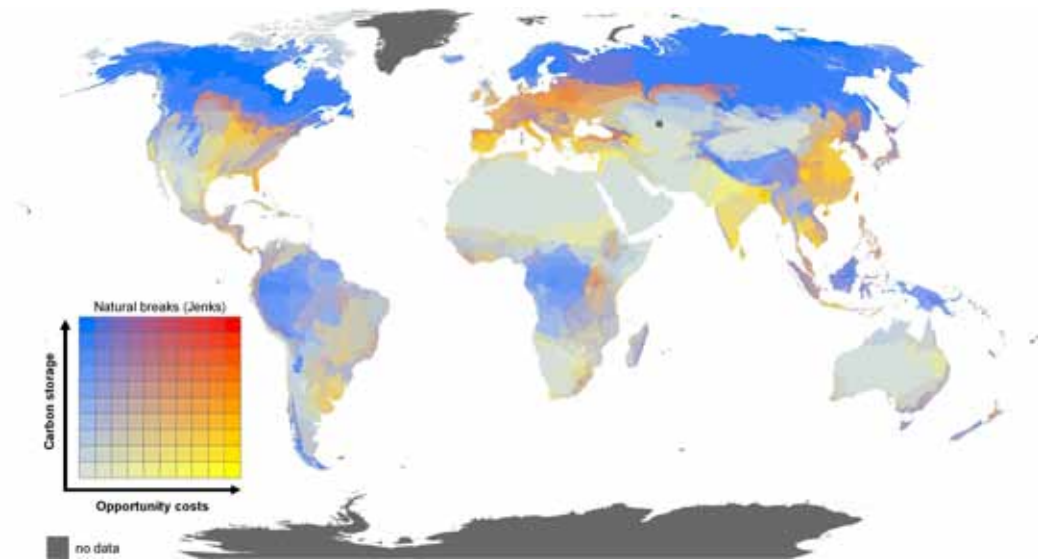 Natural breaks (Jenks)
Carbon storage
Opportunity costs
no data